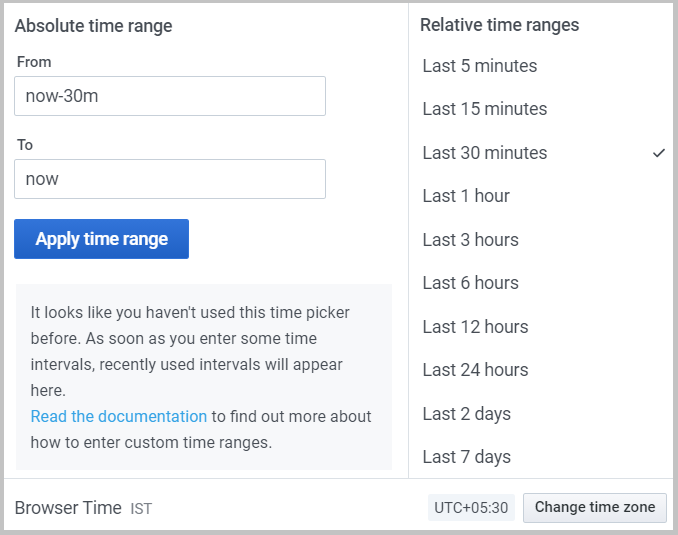 Absolute time range
From
now-30m
To
now
Apply time range
It looks like you haven't used this time picker
before. As soon as you enter some time
intervals, recently used intervals will appear
here.
Read the documentation to find out more about
how to enter custom time ranges.
Relative time ranges
Last 5 minutes
Last 15 minutes
Last 30 minutes
Last 1 hour
Last 3 hours
Last 6 hours
Last 12 hours
Last 24 hours
Last 2 days
Last 7 days
Browser Time IST
UTC+05:30
Change time zone